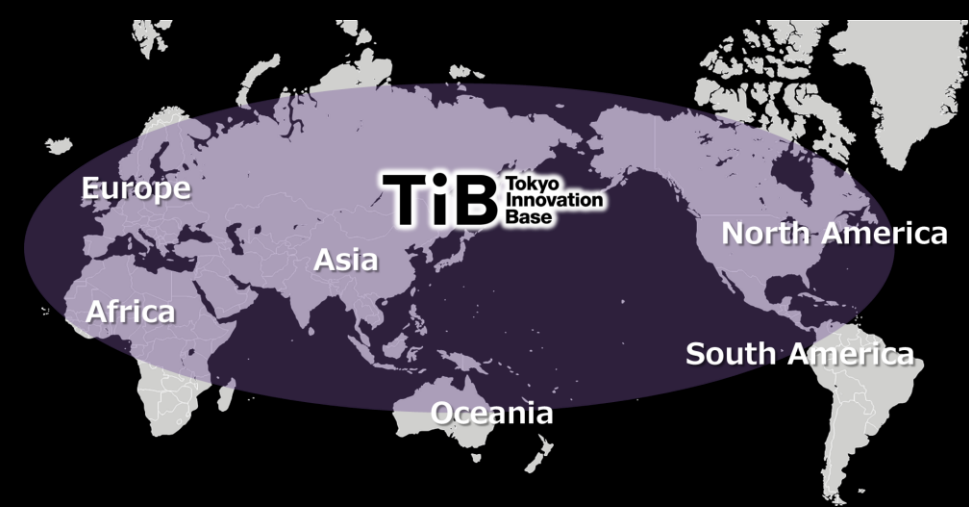 Europe
TiB Tokyo
Innovation
Base
North America
Asia
Africa
South America
Oceania